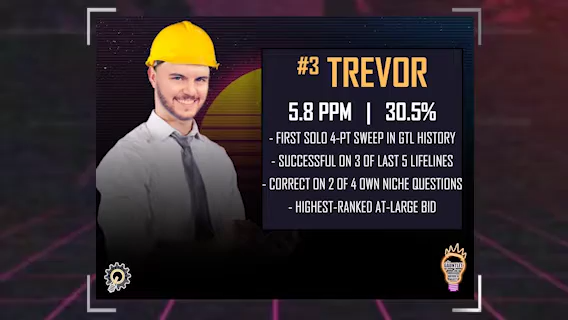 #3 TREVOR
5.8 PPM | 30.5%
- FIRST SOLO 4-PT SWEEP IN GTL HISTORY
- SUCCESSFUL ON 3 OF LAST 5 LIFELINES
- CORRECT ON 2 OF 4 OWN NICHE QUESTIONS
- HIGHEST-RANKED AT-LARGE BID